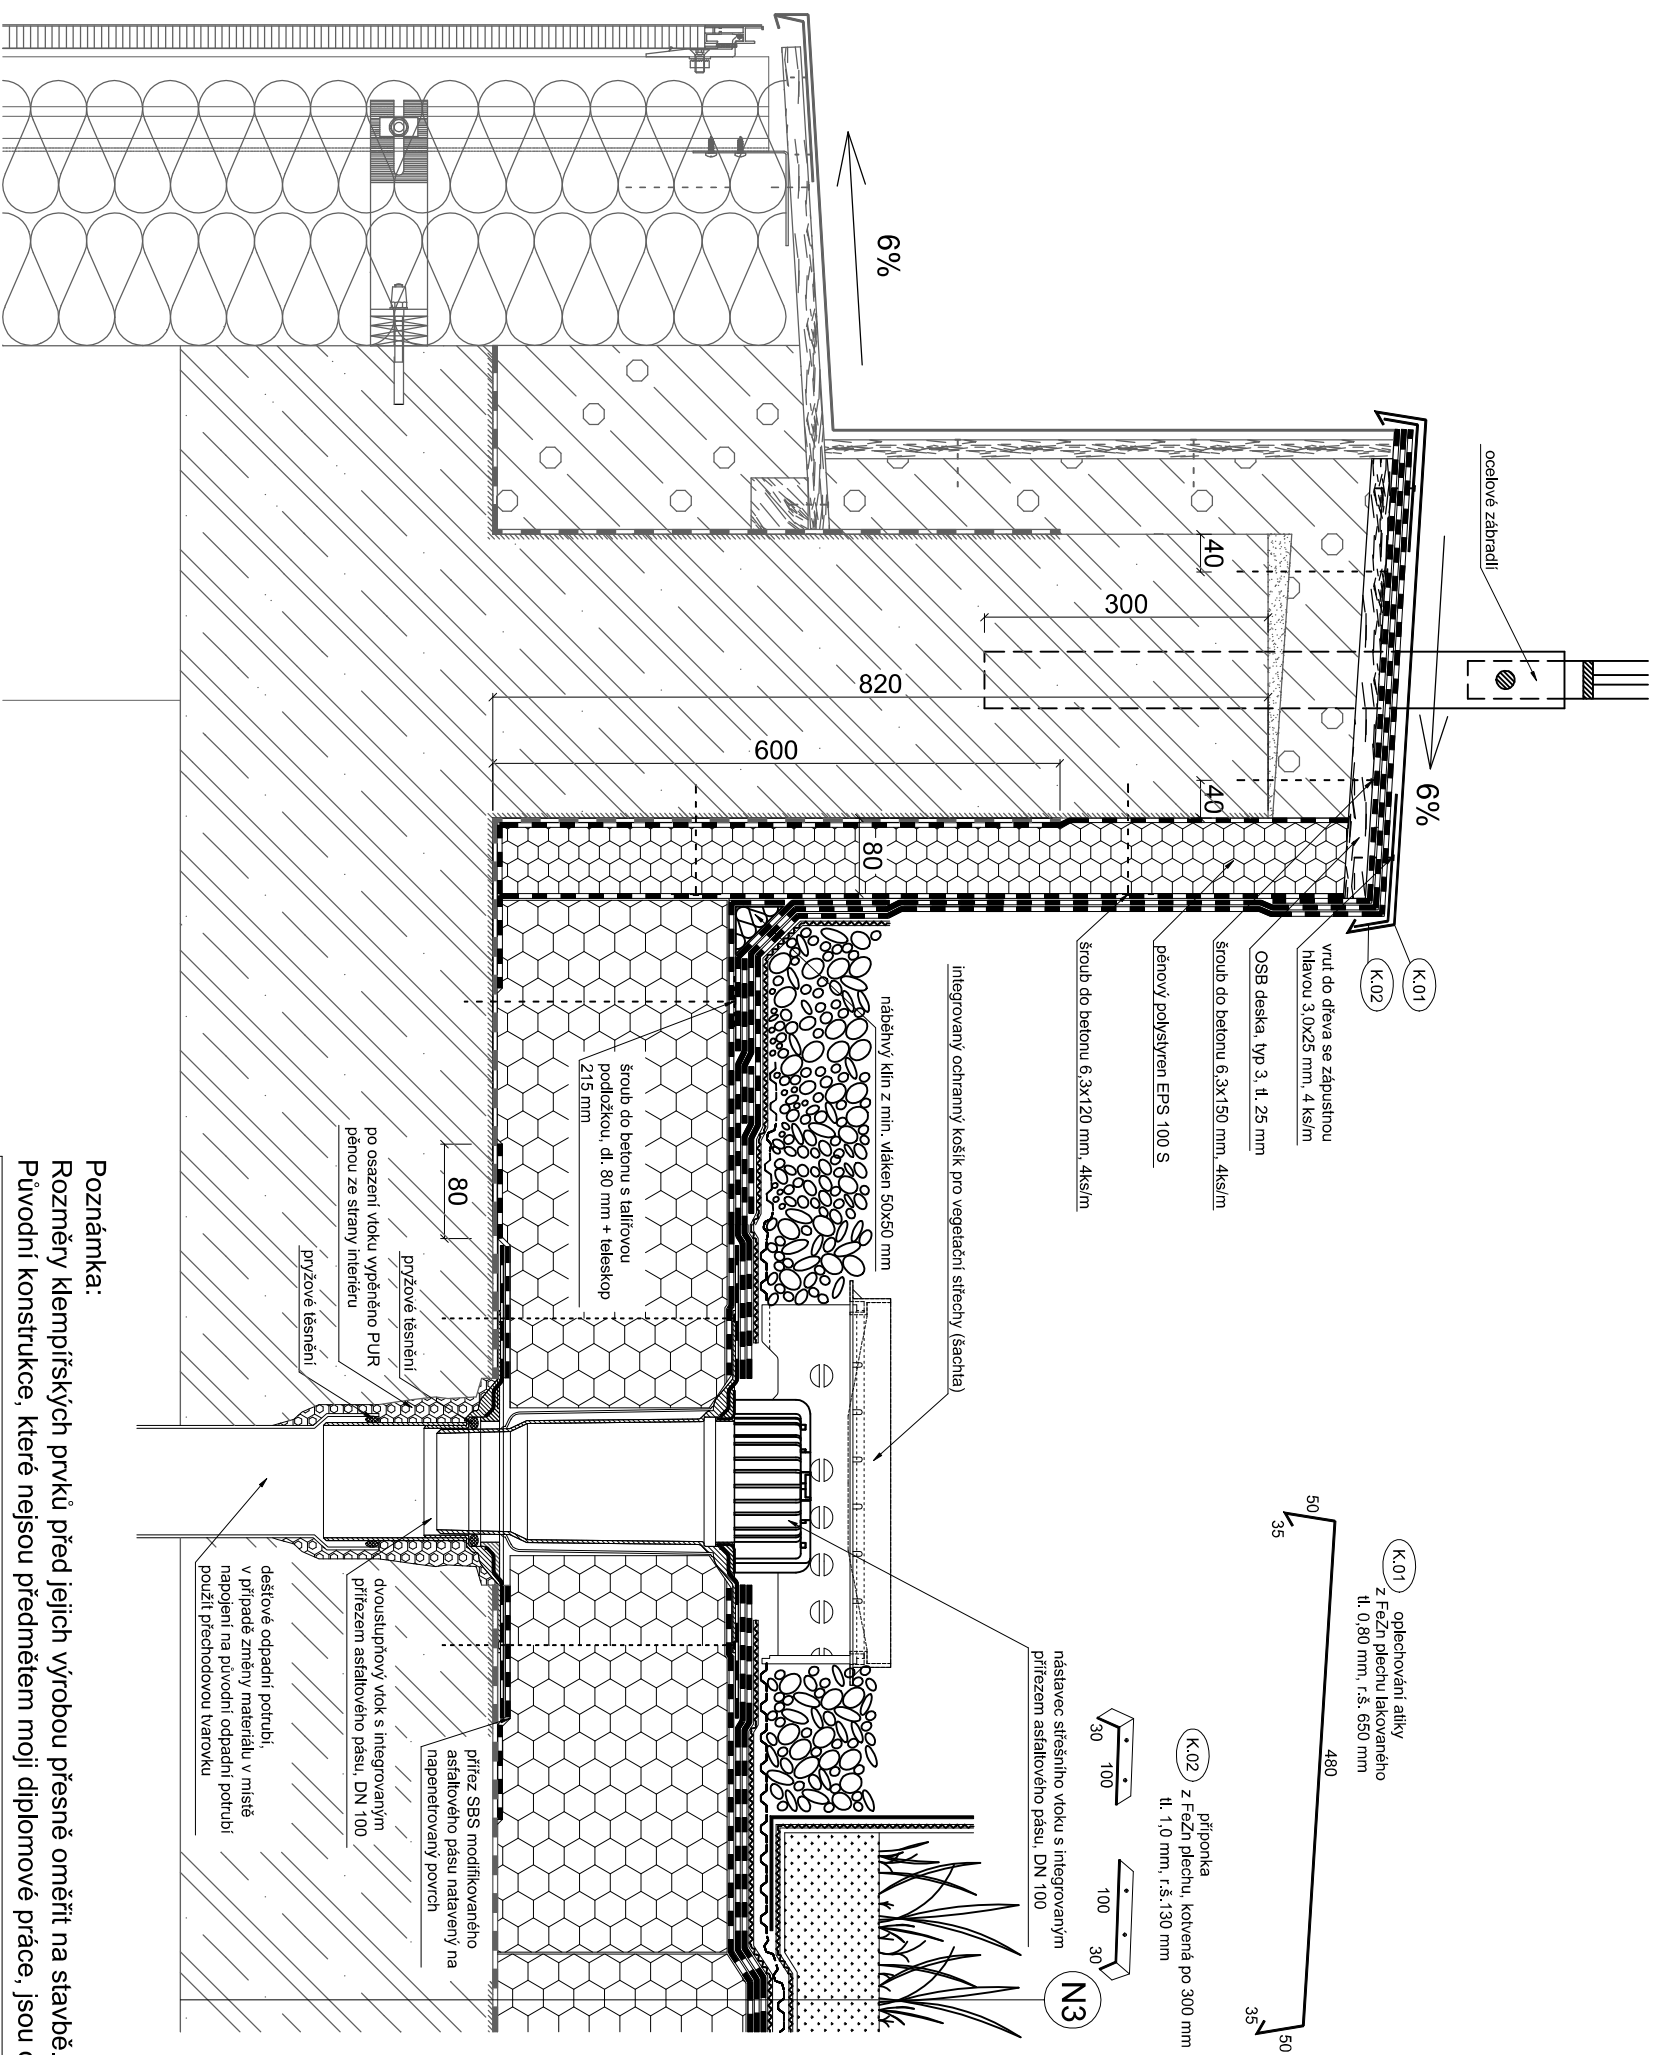 6%
ocelové zábradlí
6%
40
300
820
600
40
80
K.01
K.02
vrut do dřeva se zápustnou
hlavou 3,0x25 mm, 4 ks/m
OSB deska, typ 3, tl. 25 mm
šroub do betonu 6,3x150 mm, 4ks/m
pěnový polystyren EPS 100 S
šroub do betonu 6,3x120 mm, 4ks/m
integrovaný ochranný košík pro vegetační střechy (šachta)
náběhvý klín z min. vláken 50x50 mm
šroub do betonu s talířovou
podložkou, dl. 80 mm + teleskop
215 mm
80
pryžové těsnění
po osazení vtoku vypěněno PUR
pěnou ze strany interiéru
pryžové těsnění
K.01
oplechování atiky
z FeZn plechu lakovaného
tl. 0,80 mm, r.š. 650 mm
50
35
480
35
50
K.02
příponka
z FeZn plechu, kotvená po 300 mm
tl. 1,0 mm, r.š.130 mm
30
100
100
30
nástavec střešního vtoku s integrovaným
přířezem asfaltového pásu, DN 100
N3
přířez SBS modifikovaného
asfaltového pásu natavený na
napenetrovaný povrch
dvoustupňový vtok s integrovaným
přířezem asfaltového pásu, DN 100
dešťové odpadní potrubí,
v případě změny materiálu v místě
napojení na původní odpadní potrubí
použít přechodovou tvarovku
Poznámka:
Rozměry klempířských prvků před jejich výrobou přesně oměřit na stavbě.
Původní konstrukce, které nejsou předmětem moji diplomové práce, jsou